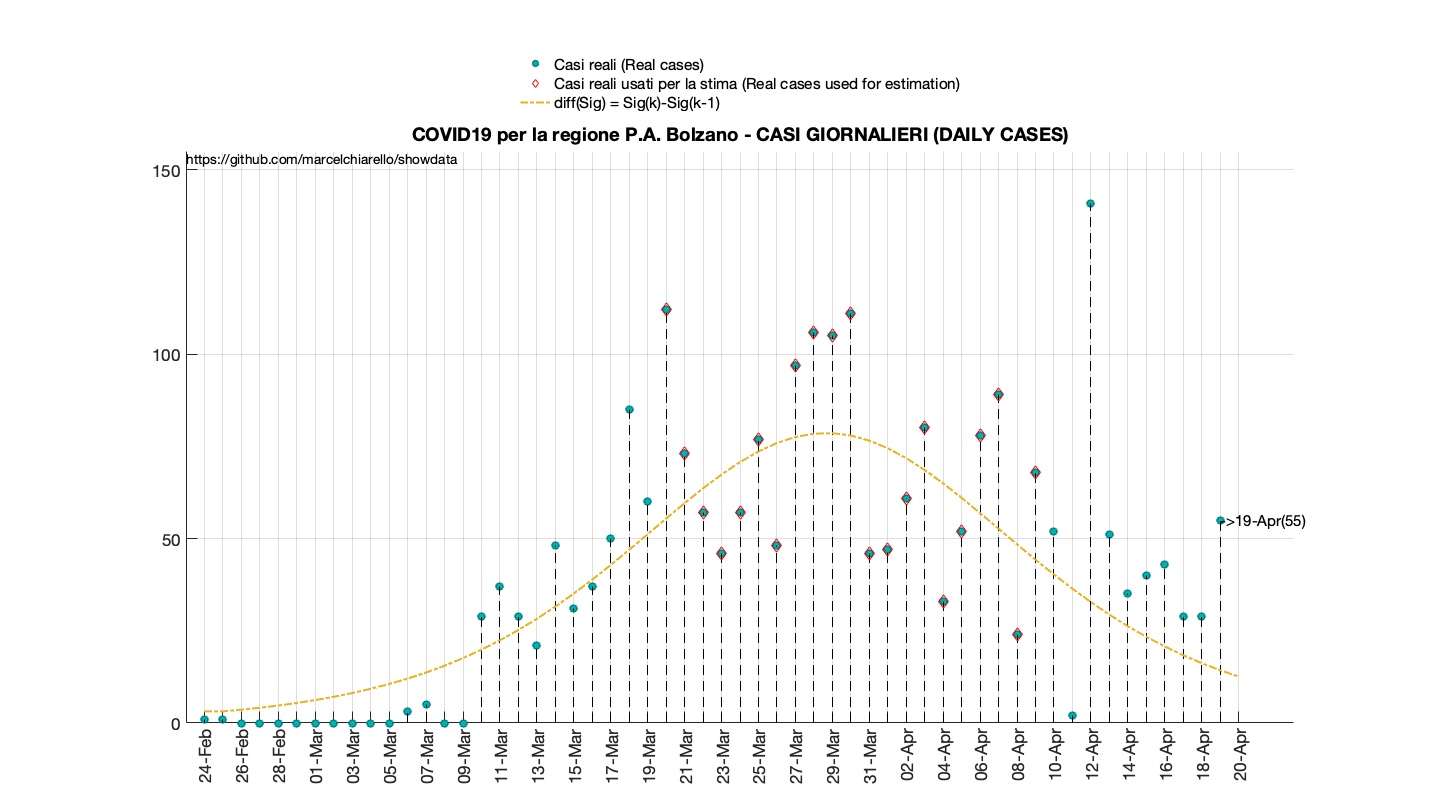 Casi reali (Real cases)
Casi reali usati per la stima (Real cases used for estimation)
diff(Sig) = Sig(k)-Sig(k-1)
COVID19 per la regione P.A. Bolzano - CASI GIORNALIERI (DAILY CASES)
https://github.com/marcelchiarello/showdata
150
100
50
0
>19-Apr(55)
24-Feb
26-Feb
28-Feb
01-Mar
03-Mar
05-Mar
07-Mar
09-Mar
11-Mar
13-Mar
15-Mar
17-Mar
19-Mar
21-Mar
23-Mar
25-Mar
27-Mar
29-Mar
31-Mar
02-Apr
04-Apr
06-Apr
08-Apr
10-Apr
12-Apr
14-Apr
16-Apr
18-Apr
20-Apr